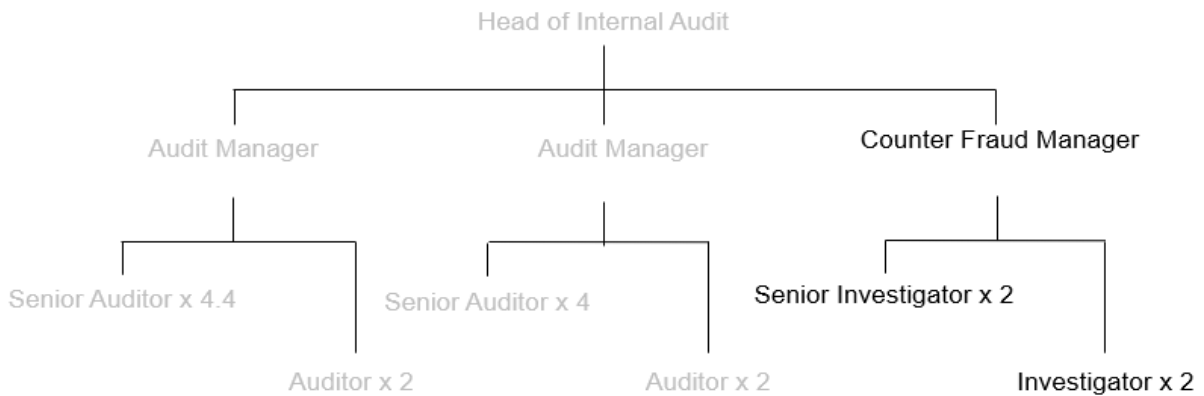 Head of Internal Audit
Audit Manager
Audit Manager
Counter Fraud Manager
Senior Auditor x 4.4
Senior Auditor x 4
Senior Investigator x 2
Auditor x 2
Auditor x 2
Investigator x 2